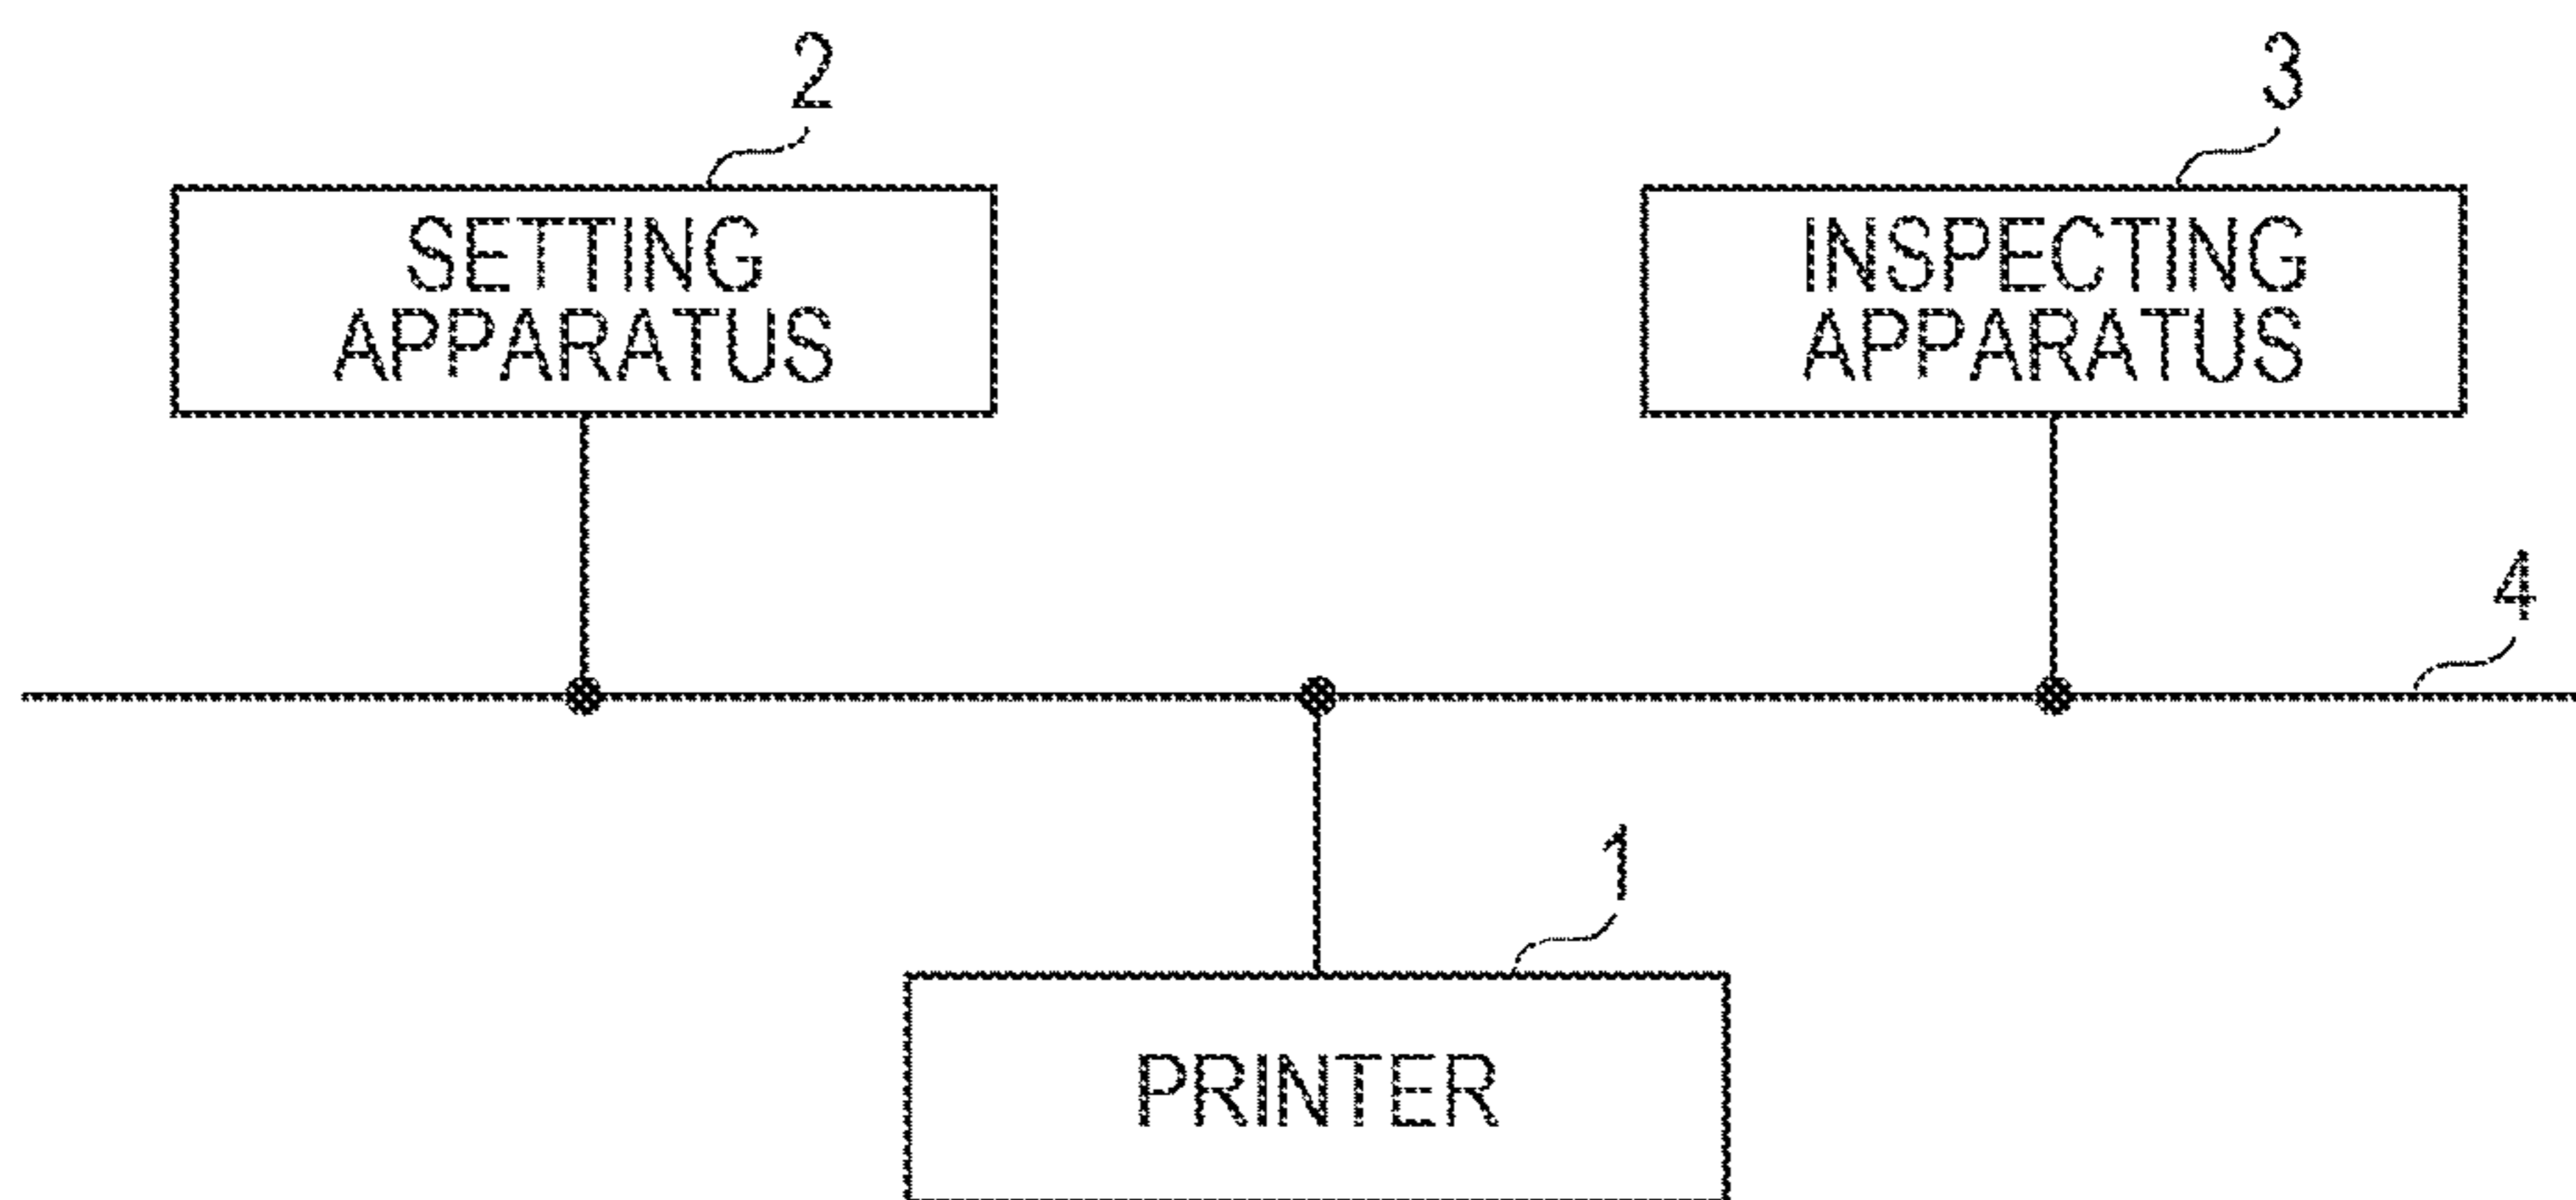 2
3
SETTING
APPARATUS
INSPECTING
APPARATUS
4
1
PRINTER